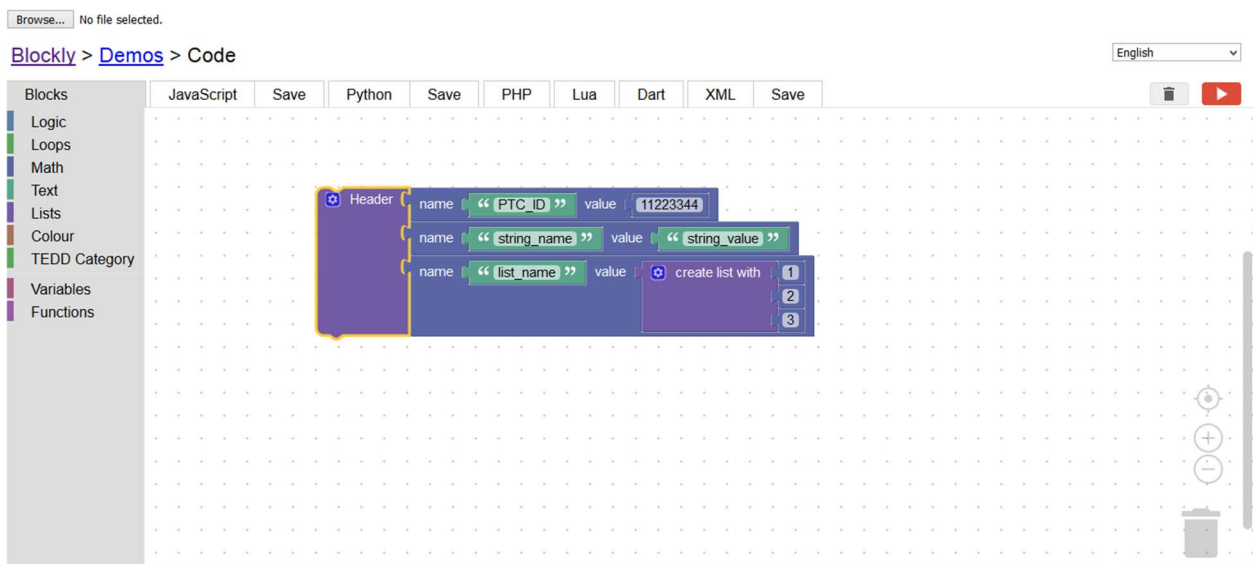 Browse... No file selected.
Blockly > Demos > Code
English
Blocks
JavaScript Save Python Save PHP Lua Dart XML Save
Logic
Loops
Math
Text
Lists
Colour
TEDD Category
Variables
Functions
Header name “ PTC_ID ” value 11223344
name “ string_name ” value “ string_value ”
name “ list_name ” value create list with 1
2
3